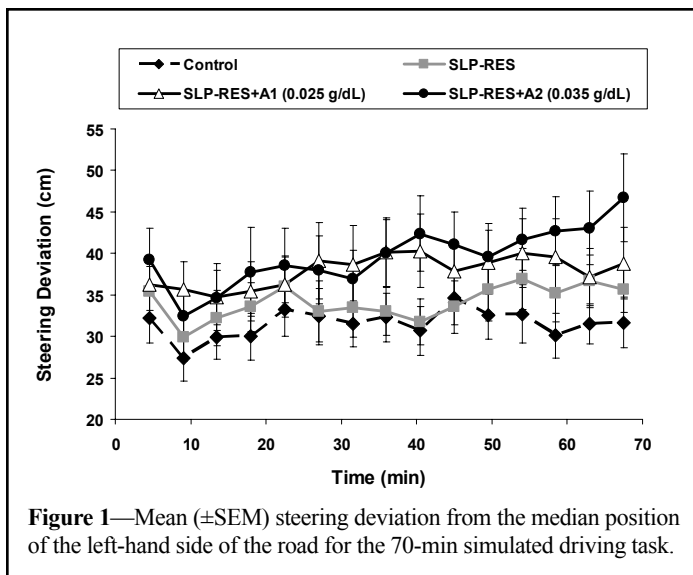 Control SLP-RES
SLP-RES+A1 (0.025 g/dL) SLP-RES+A2 (0.035 g/dL)
55
50
45
40
35
30
25
20
Steering Deviation (cm)
0 10 20 30 40 50 60 70
Time (min)
Figure 1—Mean (±SEM) steering deviation from the median position
of the left-hand side of the road for the 70-min simulated driving task.